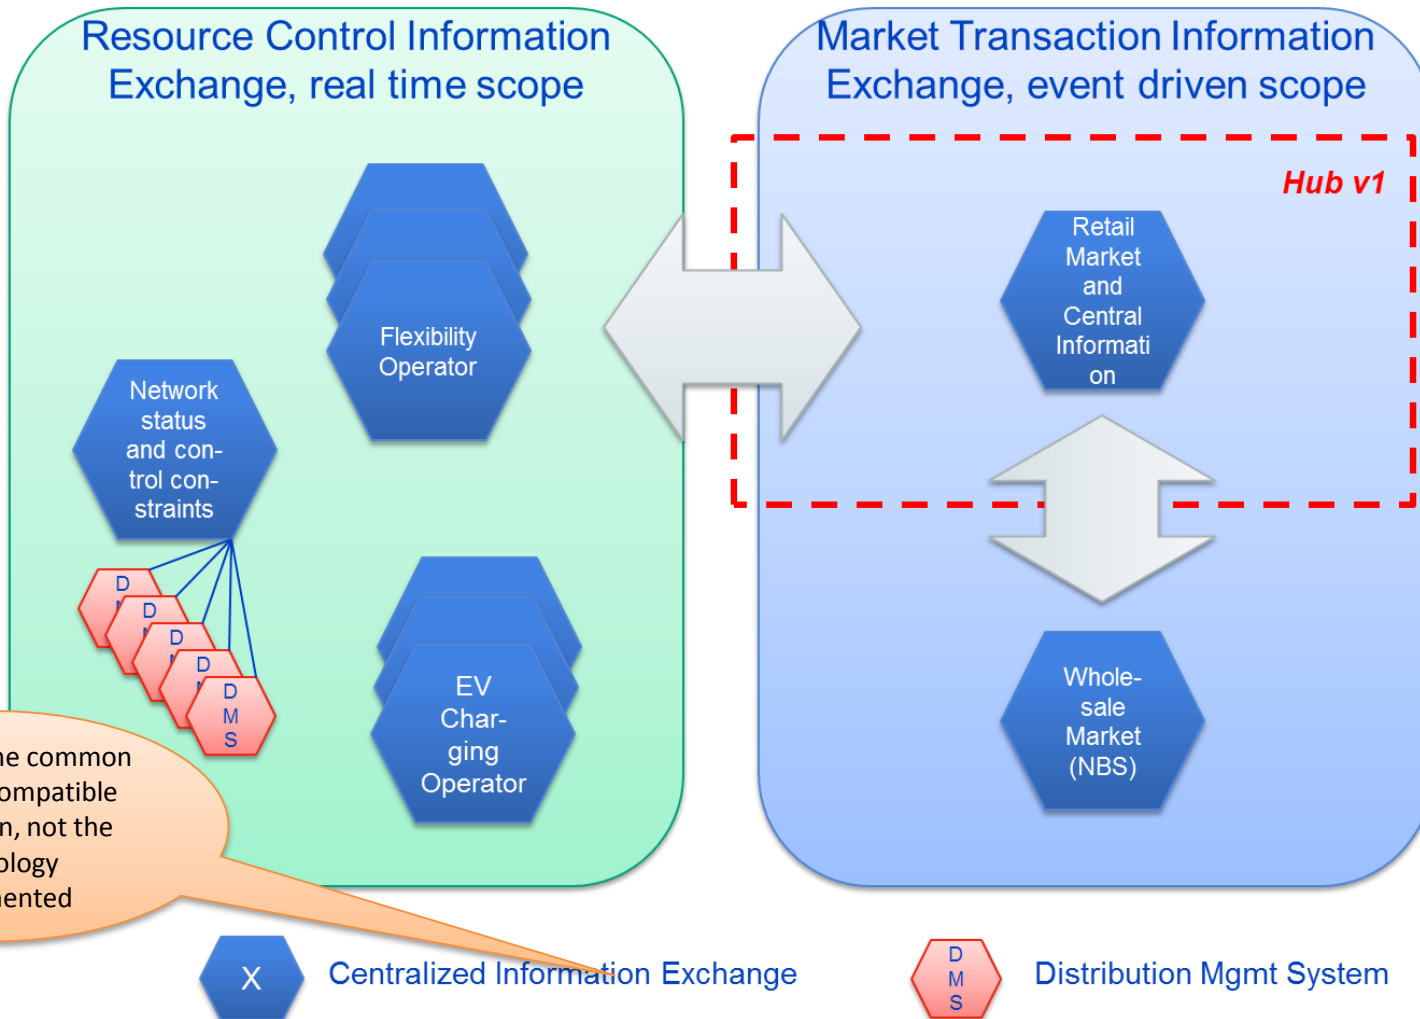 Resource Control Information
Exchange, real time scope
Market Transaction Information
Exchange, event driven scope
Hub v1
Retail
Market
and
Central
Informati
on
Flexibility
Operator
Network
status
and con-
trol con-
straints
D
D
D
D
D
M
S
EV
Char-
ging
Operator
Whole-
sale
Market
(NBS)
common
ompatible
n, not the
ology
ented
X
Centralized Information Exchange
D
M
S
Distribution Mgmt System